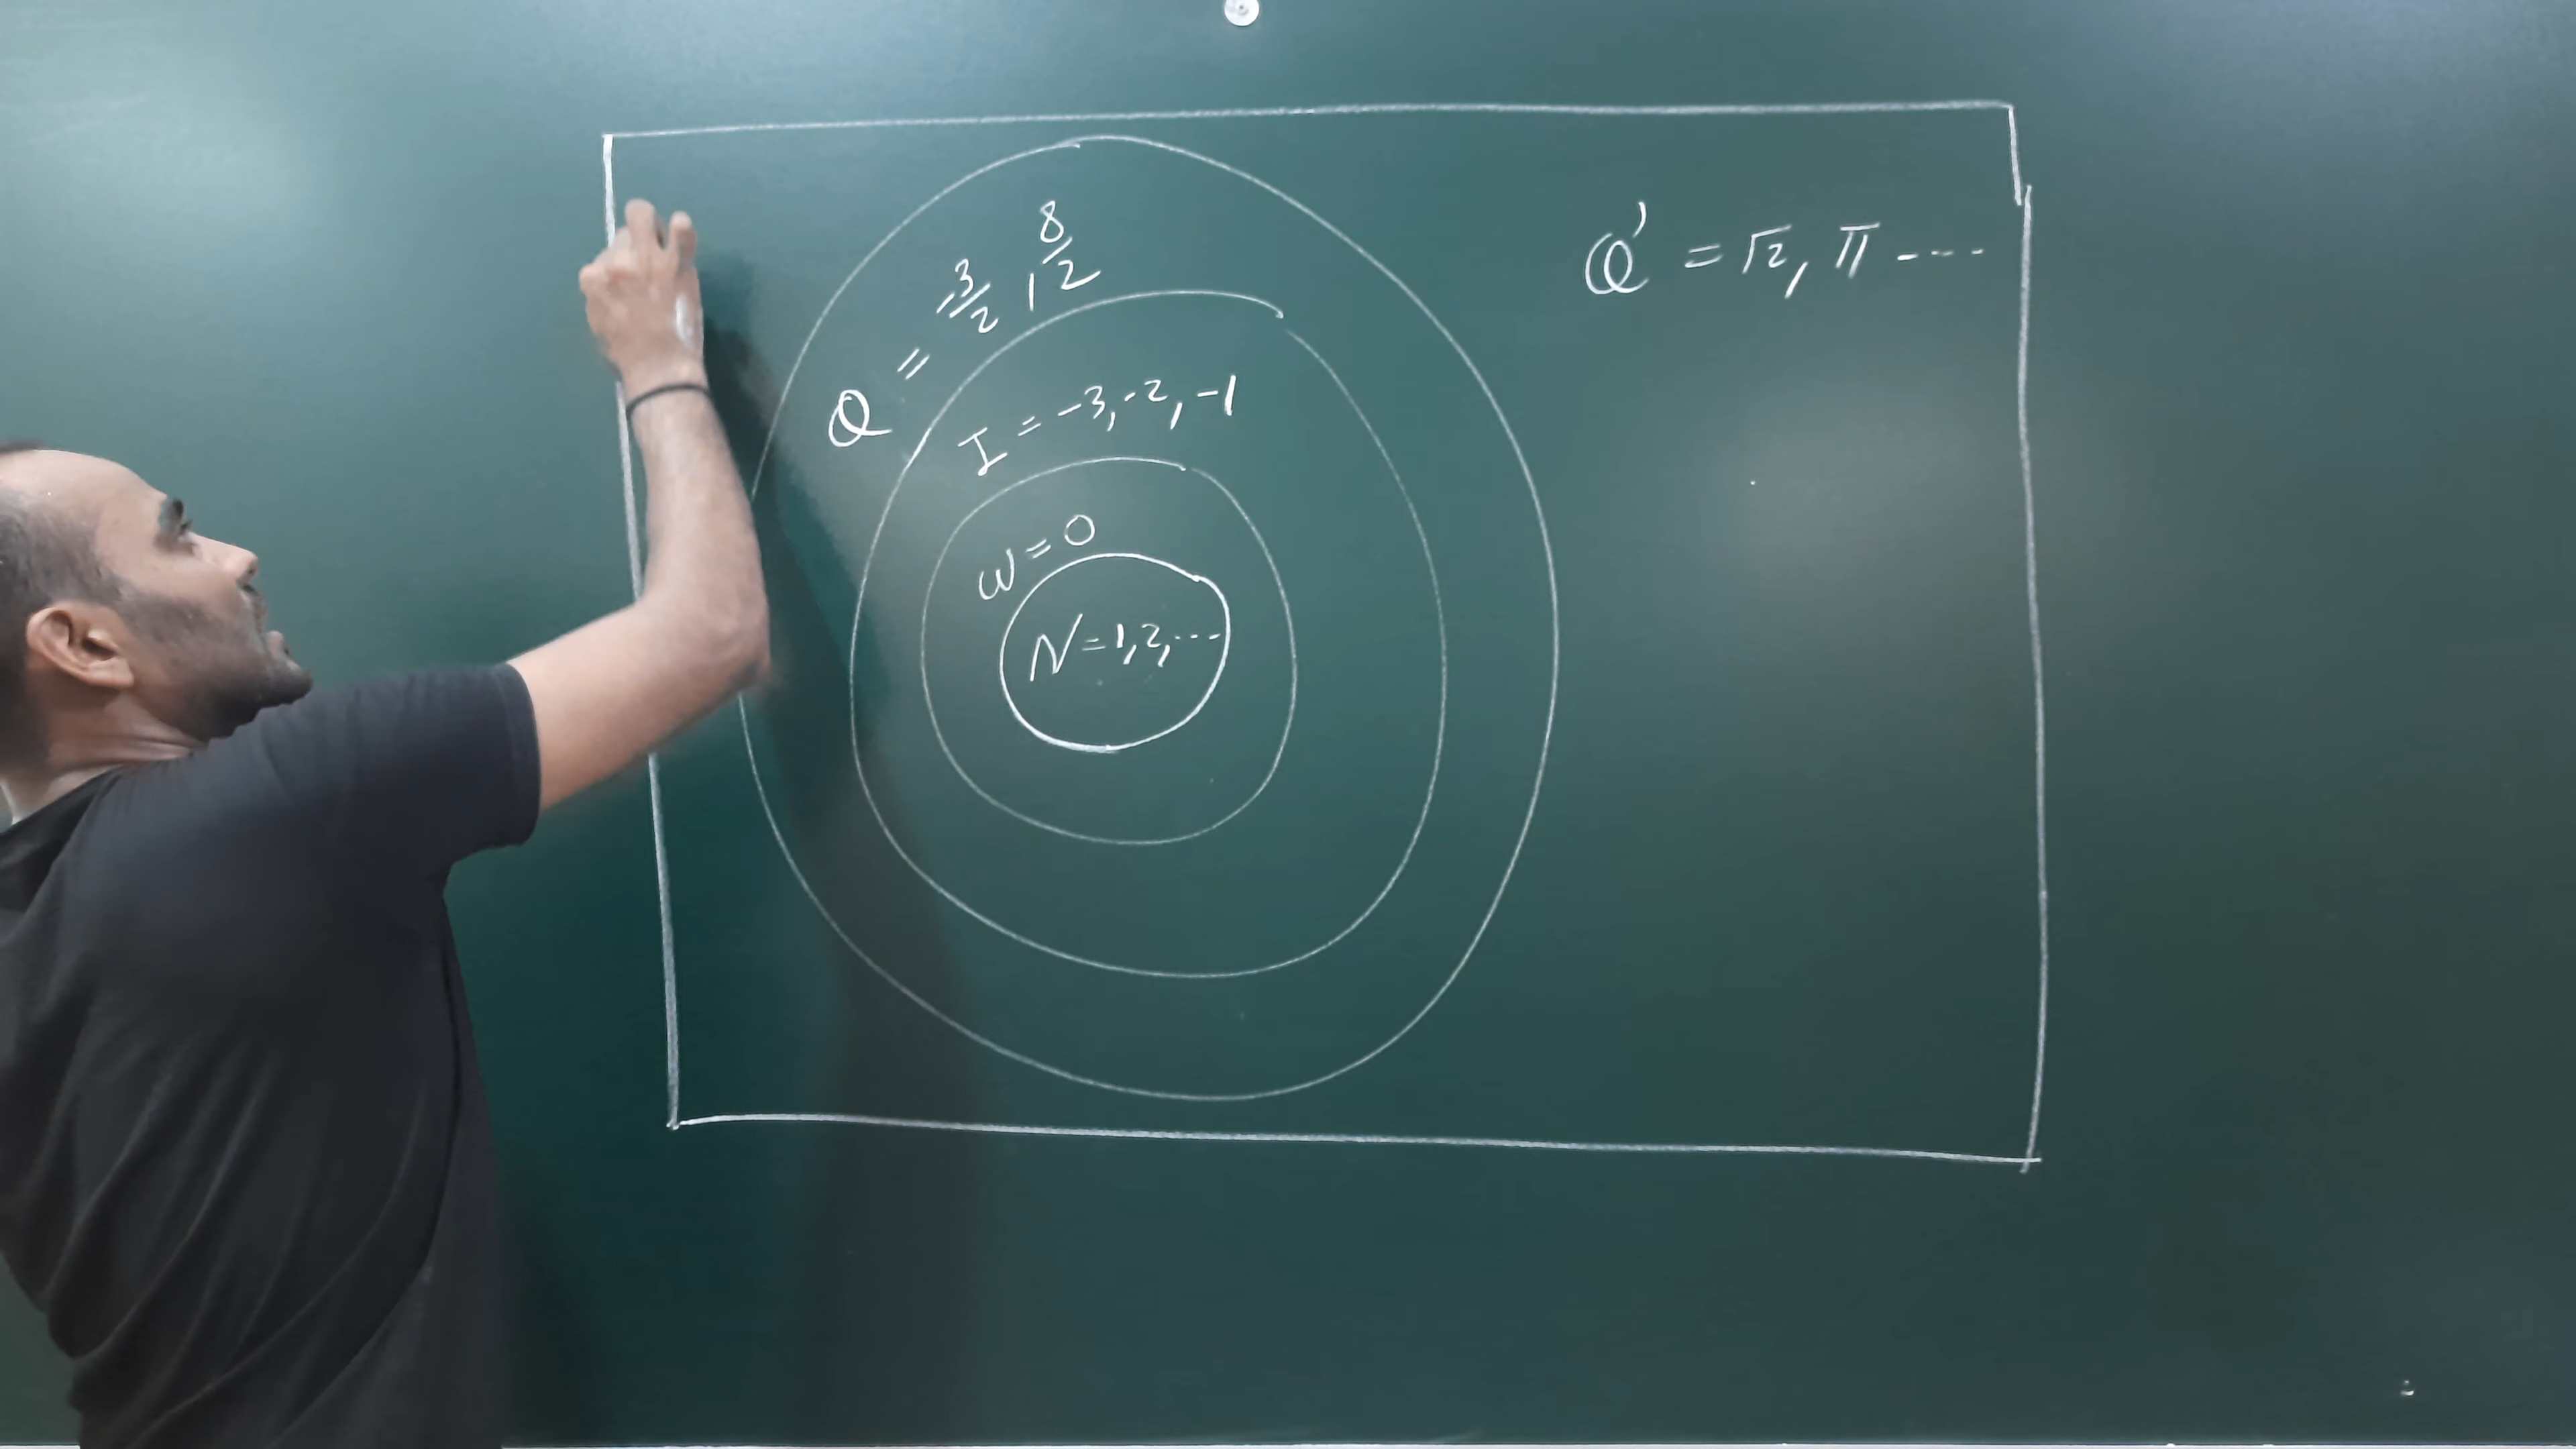 Q = 3/2, 8/2
Q' = √2, π ----
I = -3, -2, -1
W = 0
N = 1, 2, ---